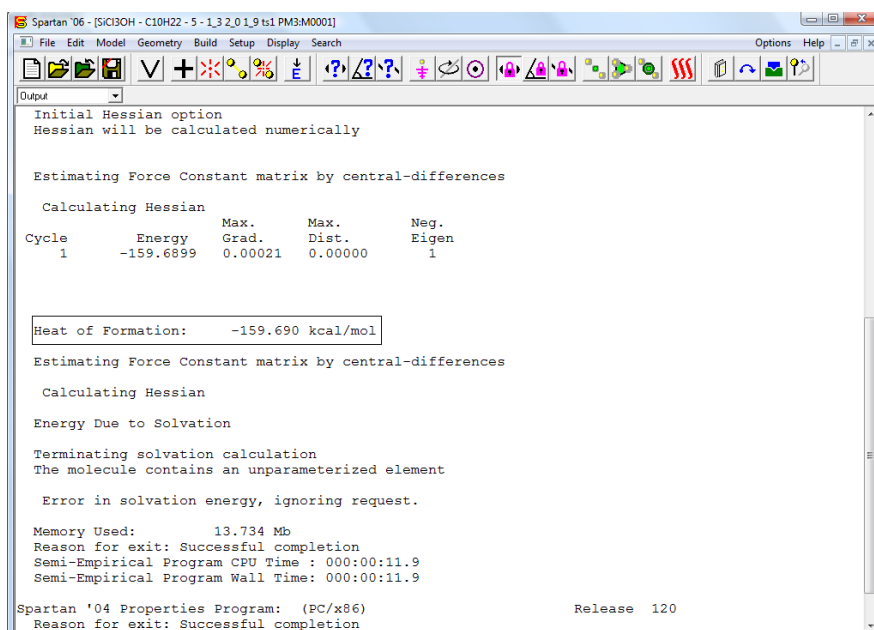 Spartan '06 - [SiCl3OH - C10H22 - 5 - 1_3 2_0 1_9 ts1 PM3:M0001]
File Edit Model Geometry Build Setup Display Search Options Help
Output
Initial Hessian option
Hessian will be calculated numerically
Estimating Force Constant matrix by central-differences
Calculating Hessian
Max. Max. Neg.
Cycle Energy Grad. Dist. Eigen
1 -159.6899 0.00021 0.00000 1
Heat of Formation: -159.690 kcal/mol
Estimating Force Constant matrix by central-differences
Calculating Hessian
Energy Due to Solvation
Terminating solvation calculation
The molecule contains an unparameterized element
Error in solvation energy, ignoring request.
Memory Used: 13.734 Mb
Reason for exit: Successful completion
Semi-Empirical Program CPU Time : 000:00:11.9
Semi-Empirical Program Wall Time: 000:00:11.9
Spartan '04 Properties Program: (PC/x86) Release 120
Reason for exit: Successful completion